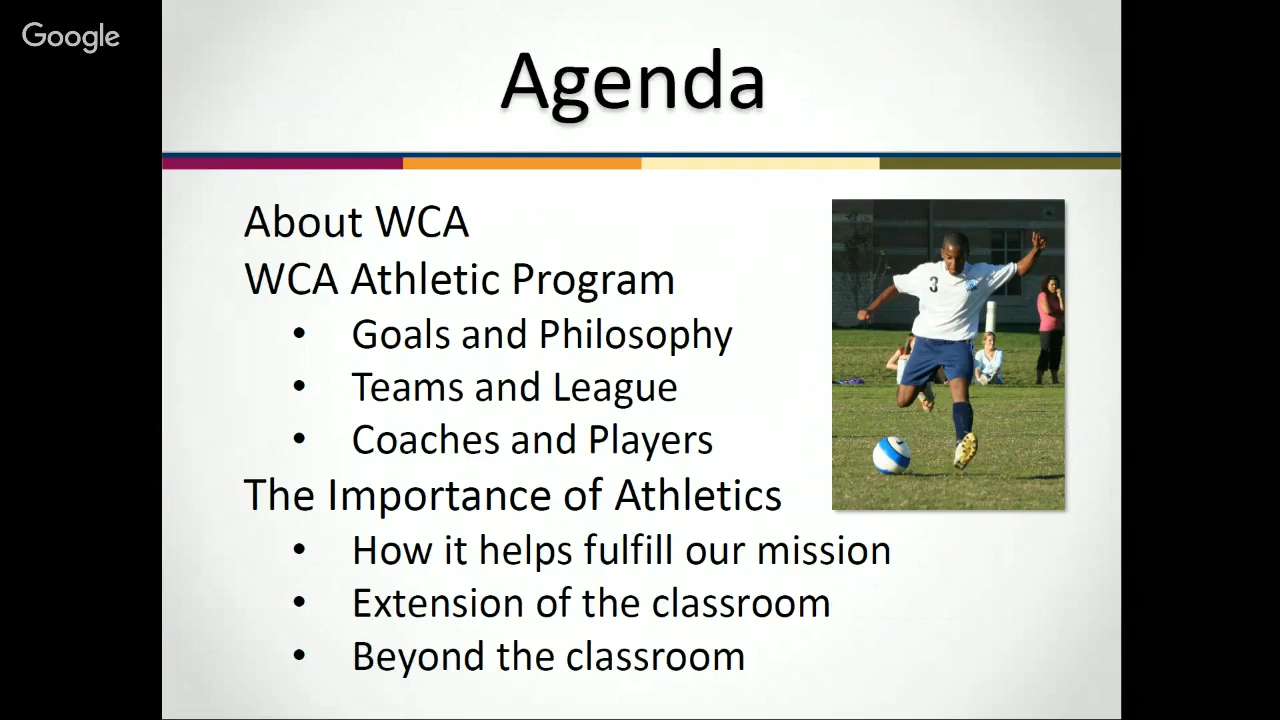 Google
Agenda
About WCA
WCA Athletic Program
• Goals and Philosophy
• Teams and League
• Coaches and Players
The Importance of Athletics
• How it helps fulfill our mission
• Extension of the classroom
• Beyond the classroom
3